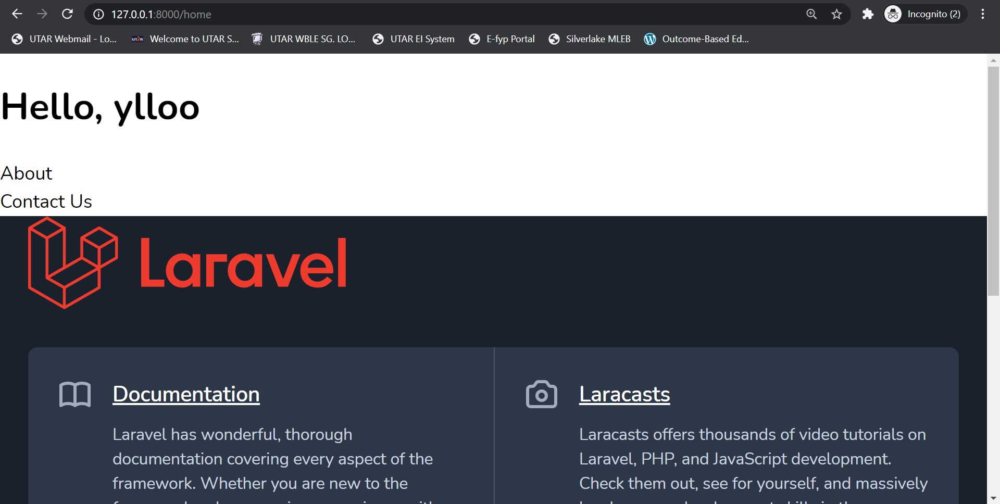 127.0.0.1:8000/home
Incognito (2)
UTAR Webmail - Lo... Welcome to UTAR S... UTAR WBLE SG. LO... UTAR EI System E-fyp Portal Silverlake MLEB Outcome-Based Ed...
Hello, ylloo
About
Contact Us
Laravel
Documentation
Laravel has wonderful, thorough
documentation covering every aspect of the
framework. Whether you are new to the
Laracasts
Laracasts offers thousands of video tutorials on
Laravel, PHP, and JavaScript development.
Check them out, see for yourself, and massively